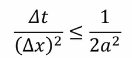 Δt/(Δx)² ≤ 1/2a²